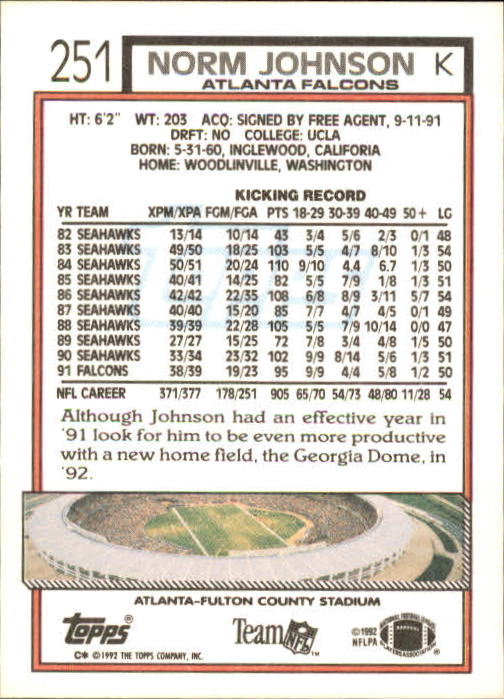 251
NORM JOHNSON K
ATLANTA FALCONS
HT: 6'2" WT: 203 ACQ: SIGNED BY FREE AGENT, 9-11-91
DRFT: NO COLLEGE: UCLA
BORN: 5-31-60, INGLEWOOD, CALIFORIA
HOME: WOODLINVILLE, WASHINGTON
KICKING RECORD
YR TEAM XPM/XPA FGM/FGA PTS 18-29 30-39 40-49 50+ LG
82 SEAHAWKS 13/14 10/14 43 3/4 5/6 2/3 0/1 48
83 SEAHAWKS 49/50 18/25 103 5/5 4/7 8/10 1/3 54
84 SEAHAWKS 50/51 20/24 110 9/10 4.4 6.7 1/3 50
85 SEAHAWKS 40/41 14/25 82 5/5 7/9 1/8 1/3 51
86 SEAHAWKS 42/42 22/35 108 6/8 8/9 3/11 5/7 54
87 SEAHAWKS 40/40 15/20 85 7/7 4/7 4/5 0/1 49
88 SEAHAWKS 39/39 22/28 105 5/5 7/9 10/14 0/0 47
89 SEAHAWKS 27/27 15/25 72 7/8 3/4 4/8 1/5 50
90 SEAHAWKS 33/34 23/32 102 9/9 8/14 5/6 1/3 51
91 FALCONS 38/39 19/23 95 9/9 4/4 5/8 1/2 50
NFL CAREER 371/377 178/251 905 65/70 54/73 48/80 11/28 54
Although Johnson had an effective year in
'91 look for him to be even more productive
with a new home field, the Georgia Dome, in
'92.
ATLANTA-FULTON COUNTY STADIUM
Topps®
C* ©1992 THE TOPPS COMPANY, INC.
Team NFL™
©1992
NFLPA